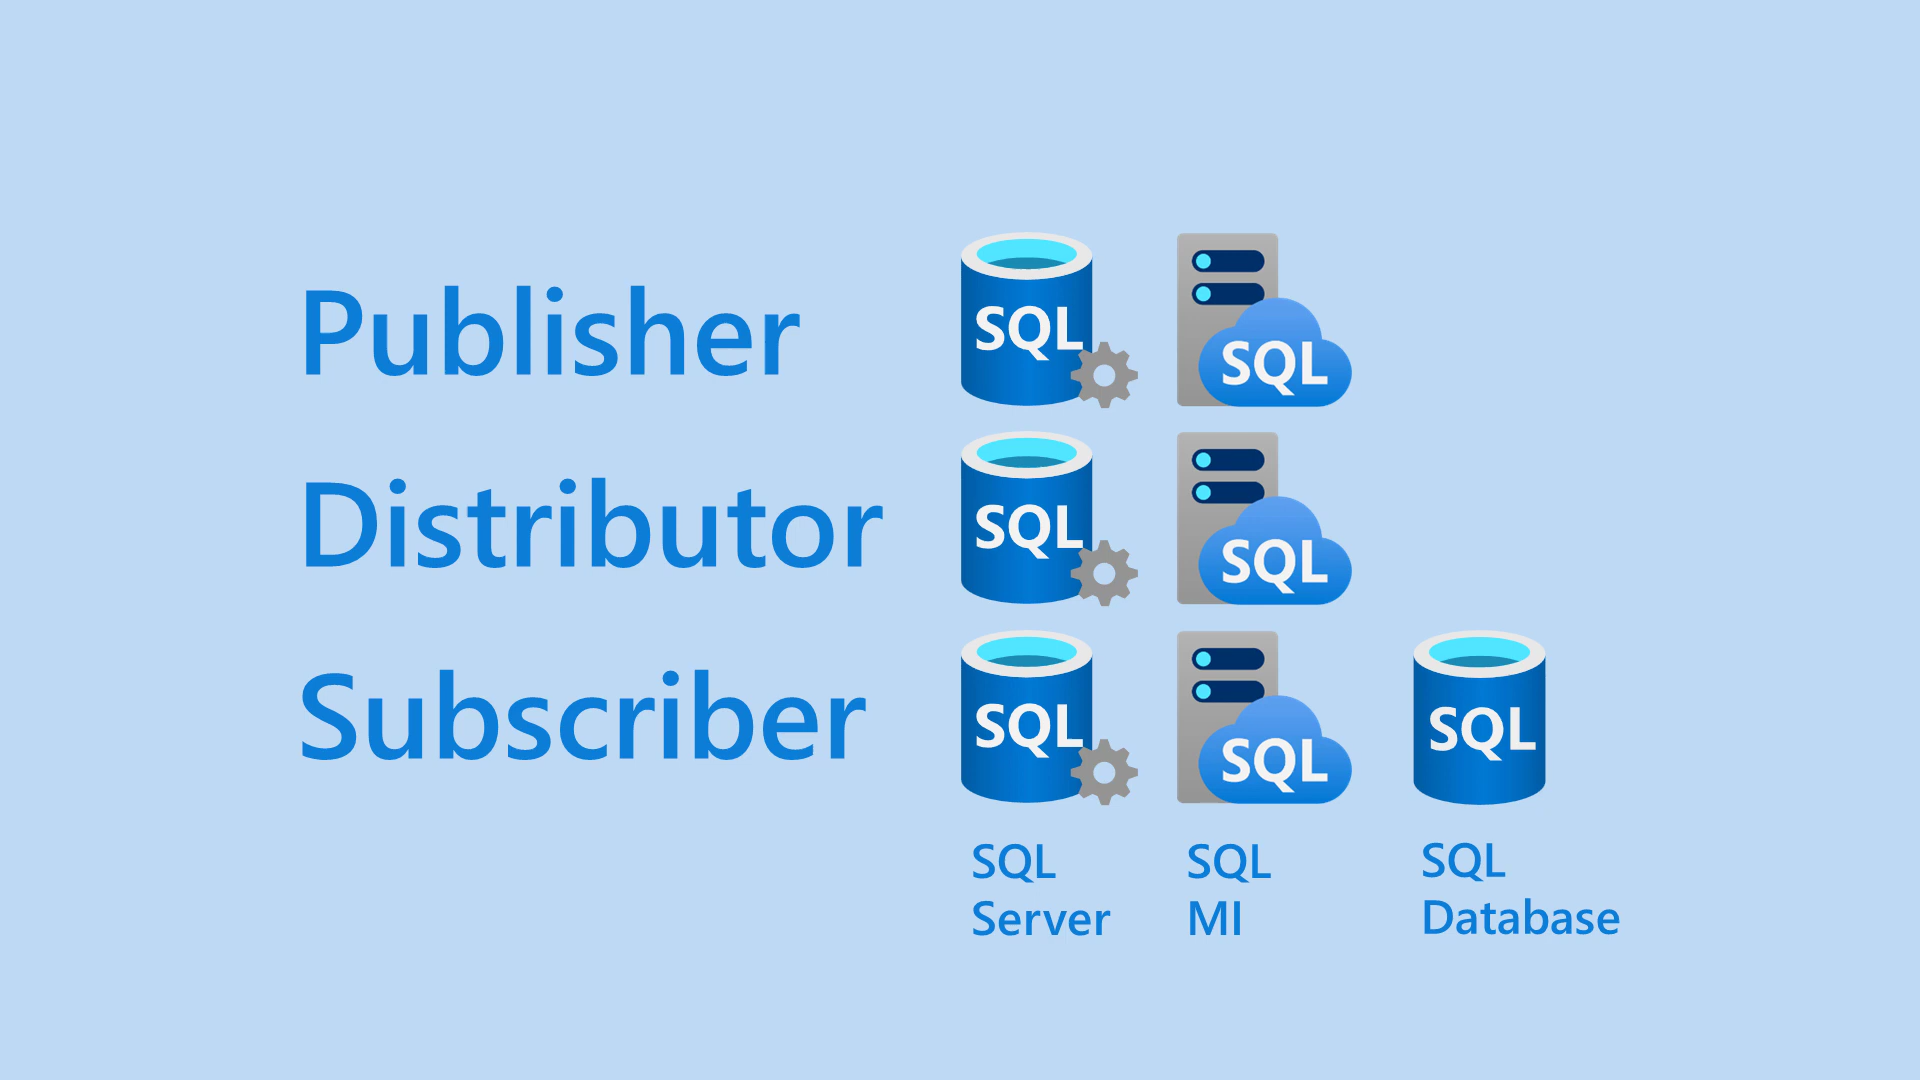 Publisher
SQL
SQL
Distributor
SQL
SQL
Subscriber
SQL
SQL
SQL
SQL
Server
SQL
MI
SQL
Database